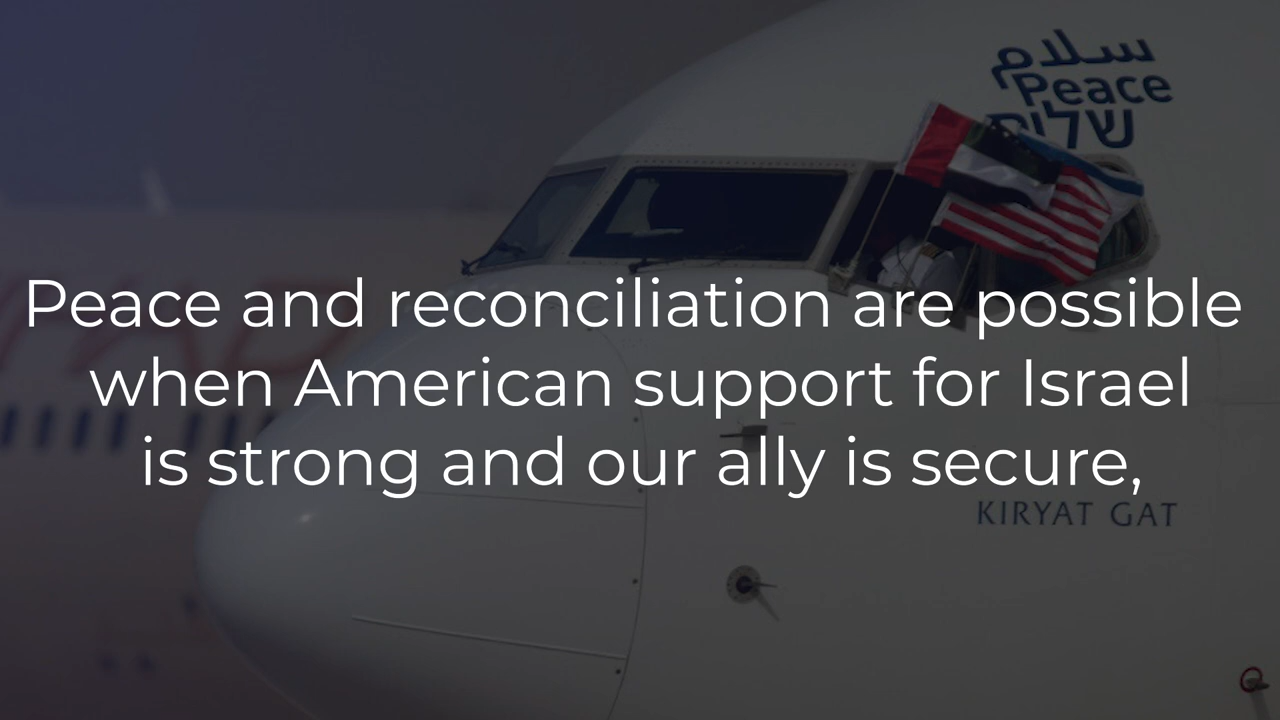 سلام
Peace
שלום
Peace and reconciliation are possible
when American support for Israel
is strong and our ally is secure,
KIRYAT GAT